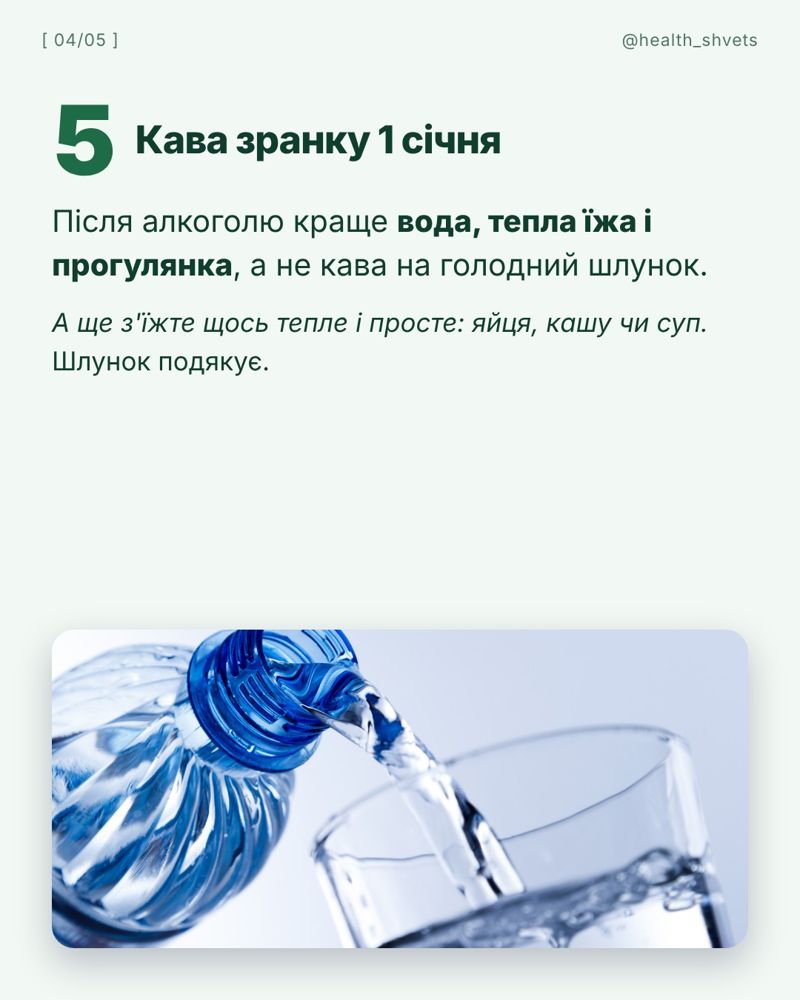 [ 04/05 ]
@health_shvets
5 Кава зранку 1 січня
Після алкоголю краще вода, тепла їжа і
прогулянка, а не кава на голодний шлунок.
А ще з'їжте щось тепле і просте: яйця, кашу чи суп.
Шлунок подякує.